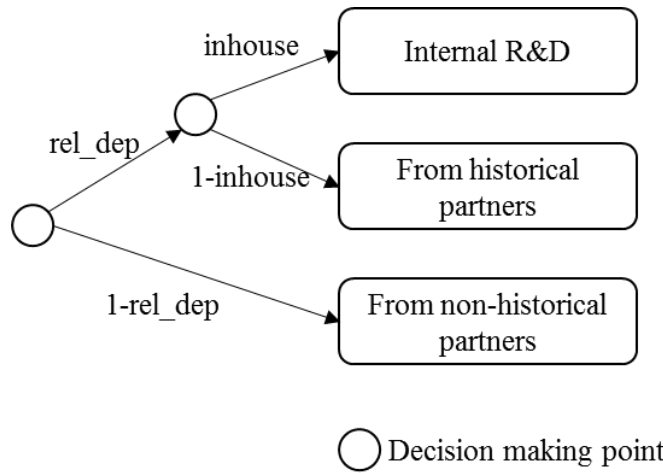 inhouse
Internal R&D
rel_dep
1-inhouse
From historical
partners
1-rel_dep
From non-historical
partners
Decision making point